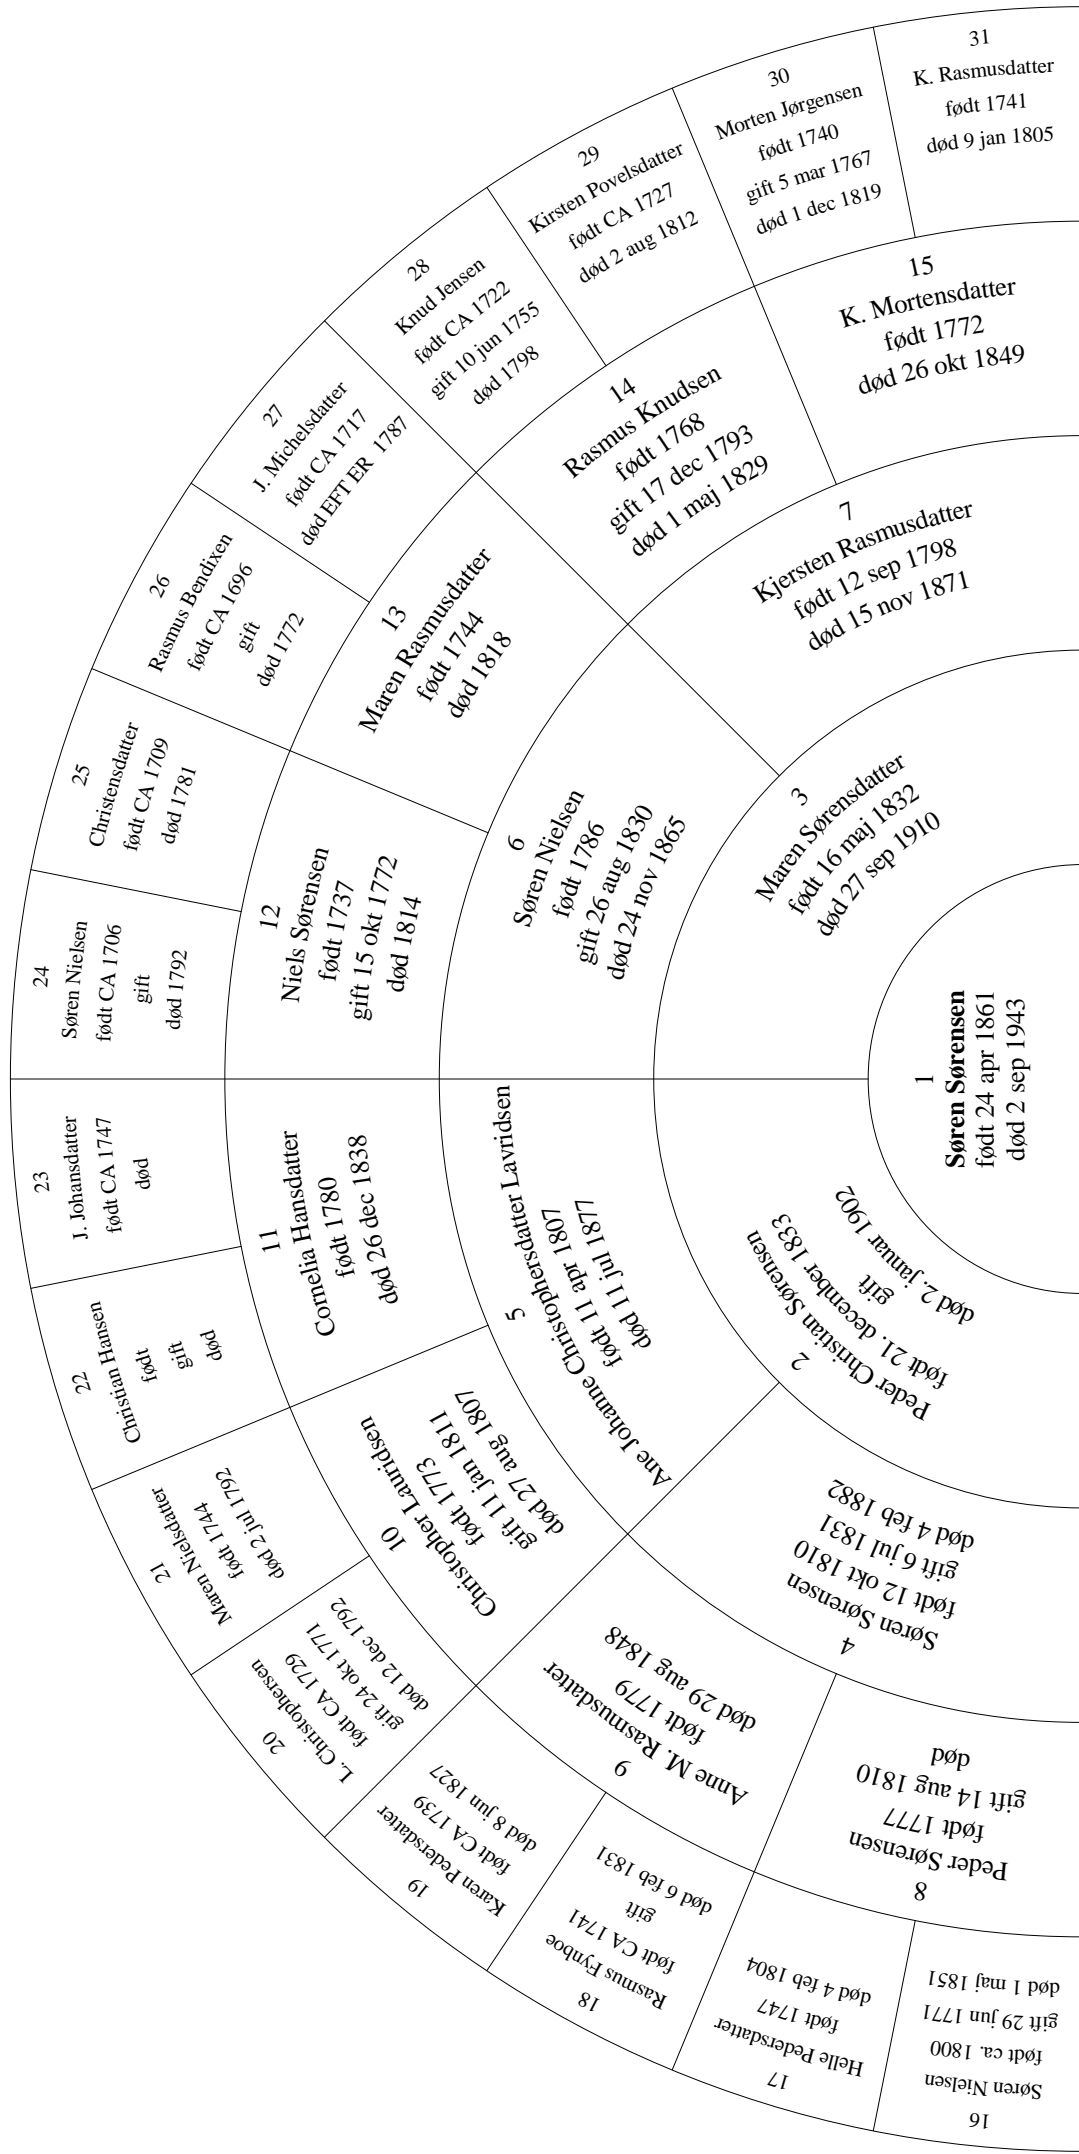 1
Søren Sørensen
født 24 apr 1861
død 2 sep 1943
2
Peder Christian Sørensen
født 21. december 1833
gift
død 2. januar 1902
3
Maren Sørensdatter
født 16 maj 1832
død 27 sep 1910
4
Søren Sørensen
født 12 okt 1810
gift 6 jul 1831
død 4 feb 1882
5
Ane Johanne Christophersdatter Lavridsen
født 11 apr 1807
død 11 jul 1877
6
Søren Nielsen
født 1786
gift 26 aug 1830
død 24 nov 1865
7
Kjersten Rasmusdatter
født 12 sep 1798
død 15 nov 1871
8
Peder Sørensen
født 1777
gift 14 aug 1810
død
9
Anne M. Rasmusdatter
født 1779
død 29 aug 1848
10
Christopher Lauridsen
født 1773
gift 11 jan 1811
død 27 aug 1807
11
Cornelia Hansdatter
født 1780
død 26 dec 1838
12
Niels Sørensen
født 1737
gift 15 okt 1772
død 1814
13
Maren Rasmusdatter
født 1744
død 1818
14
Rasmus Knudsen
født 1768
gift 17 dec 1793
død 1 maj 1829
15
K. Mortensdatter
født 1772
død 26 okt 1849
16
Søren Nielsen
født ca. 1800
gift 29 jun 1771
død 1 maj 1851
17
Helle Pedersdatter
født 1747
død 4 feb 1804
18
Rasmus Fynboe
født CA 1741
gift
død 6 feb 1831
19
Karen Pedersdatter
født CA 1739
død 8 jun 1827
20
L. Christophersen
født CA 1729
gift 24 okt 1771
død 12 dec 1792
21
Maren Nielsdatter
født 1744
død 2 jul 1792
22
Christian Hansen
født
gift
død
23
J. Johansdatter
født CA 1747
død
24
Søren Nielsen
født CA 1706
gift
død 1792
25
Christensdatter
født CA 1709
død 1781
26
Rasmus Bendixen
født CA 1696
gift
død 1772
27
J. Michelsdatter
født CA 1717
død EFT ER 1787
28
Knud Jensen
født CA 1722
gift 10 jun 1755
død 1798
29
Kirsten Povelsdatter
født CA 1727
død 2 aug 1812
30
Morten Jørgensen
født 1740
gift 5 mar 1767
død 1 dec 1819
31
K. Rasmusdatter
født 1741
død 9 jan 1805